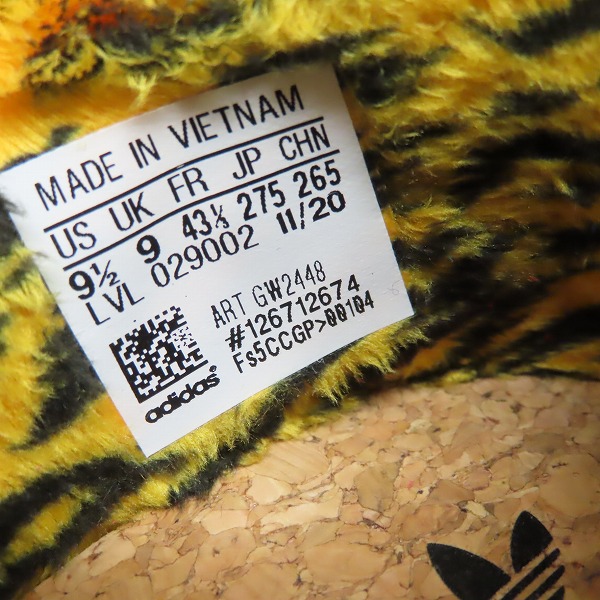 MADE IN VIETNAM
US UK FR JP CHN
9½ 9 43⅓ 275 265
LVL 029002 11/20
ART GW2448
#126712674
Fs5CCGP>00104
adidas